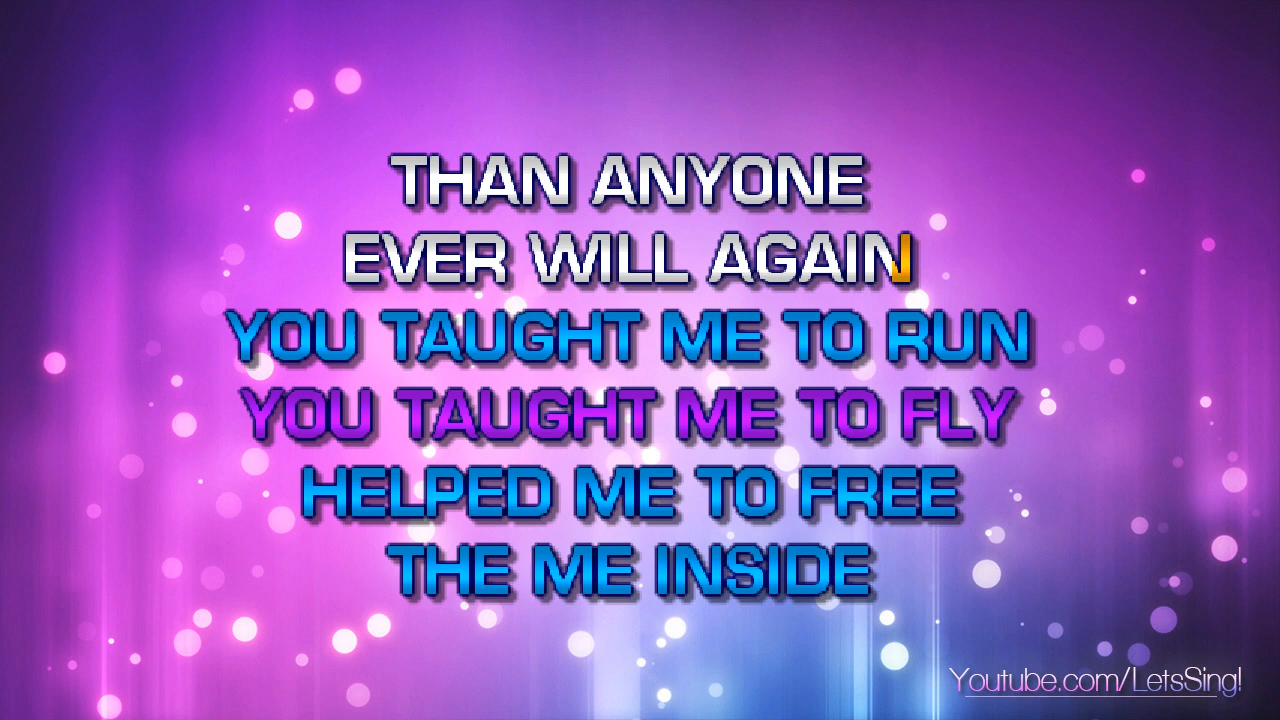 THAN ANYONE
EVER WILL AGAIN
YOU TAUGHT ME TO RUN
YOU TAUGHT ME TO FLY
HELPED ME TO FREE
THE ME INSIDE
Youtube.com/LetsSing!